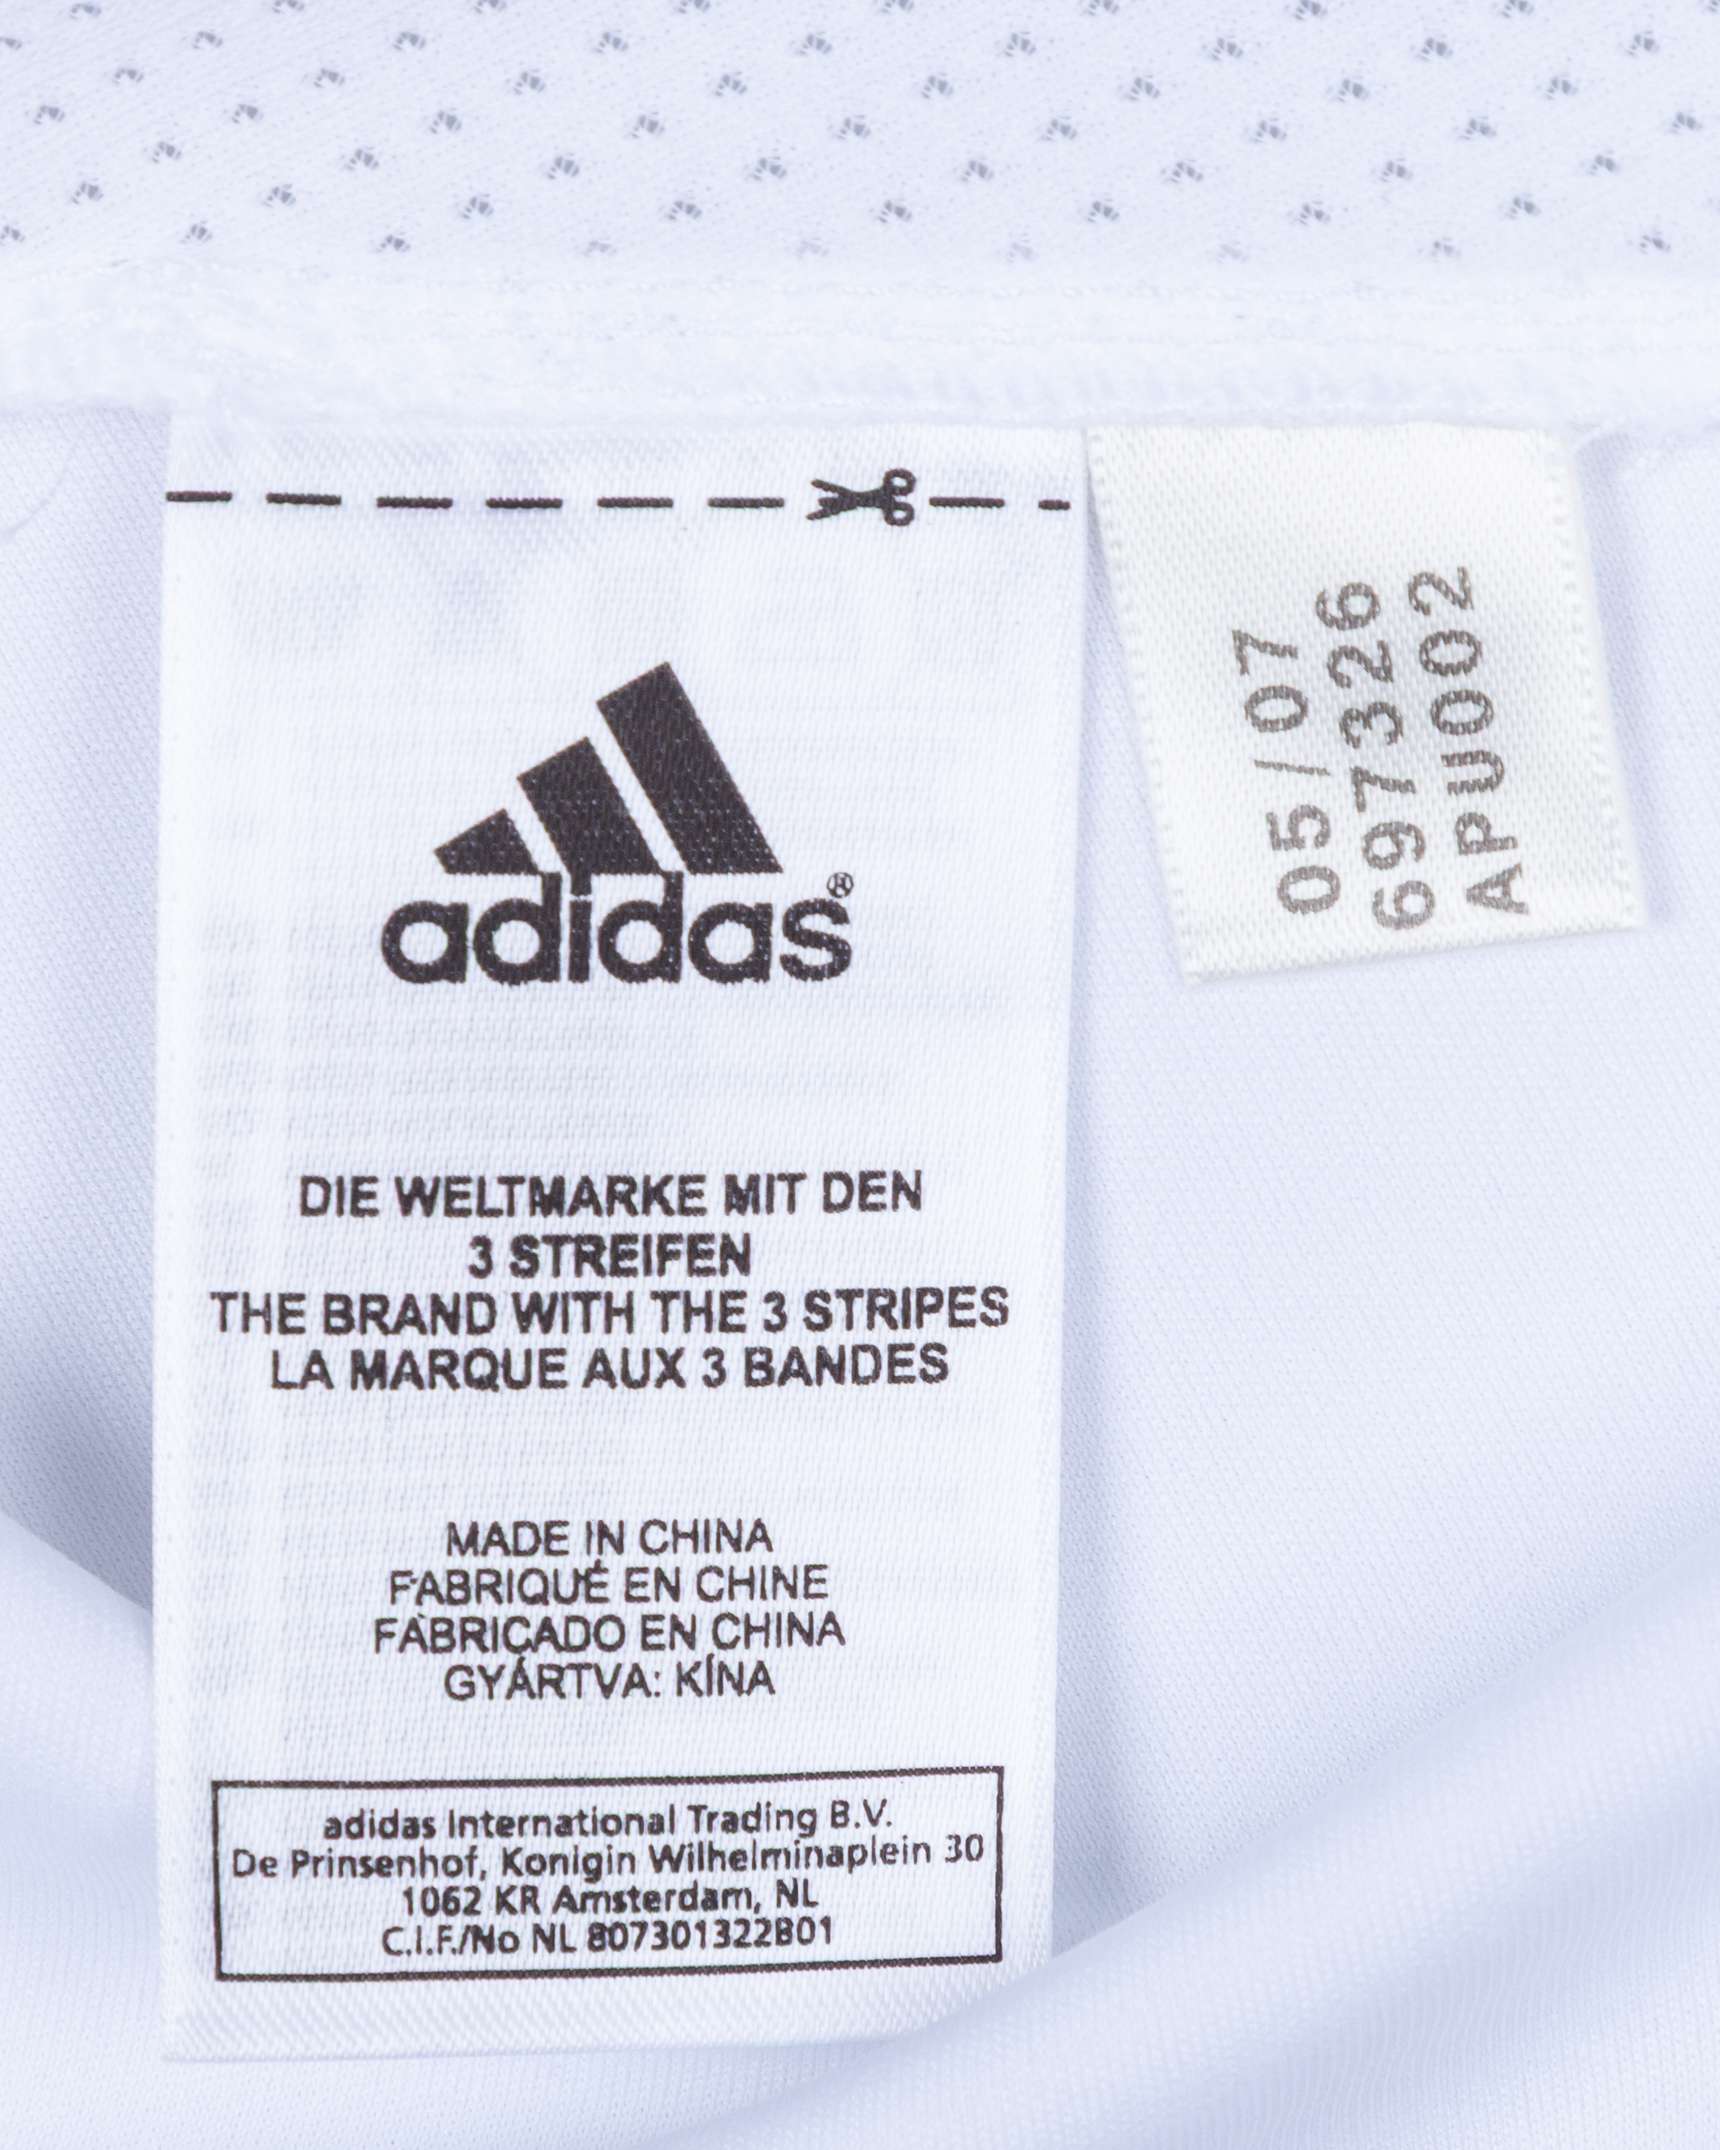 adidas®
DIE WELTMARKE MIT DEN
3 STREIFEN
THE BRAND WITH THE 3 STRIPES
LA MARQUE AUX 3 BANDES
MADE IN CHINA
FABRIQUÉ EN CHINE
FABRICADO EN CHINA
GYÁRTVA: KÍNA
adidas International Trading B.V.
De Prinsenhof, Konigin Wilhelminaplein 30
1062 KR Amsterdam, NL
C.I.F./No NL 807301322B01
05/07
697326
APU002